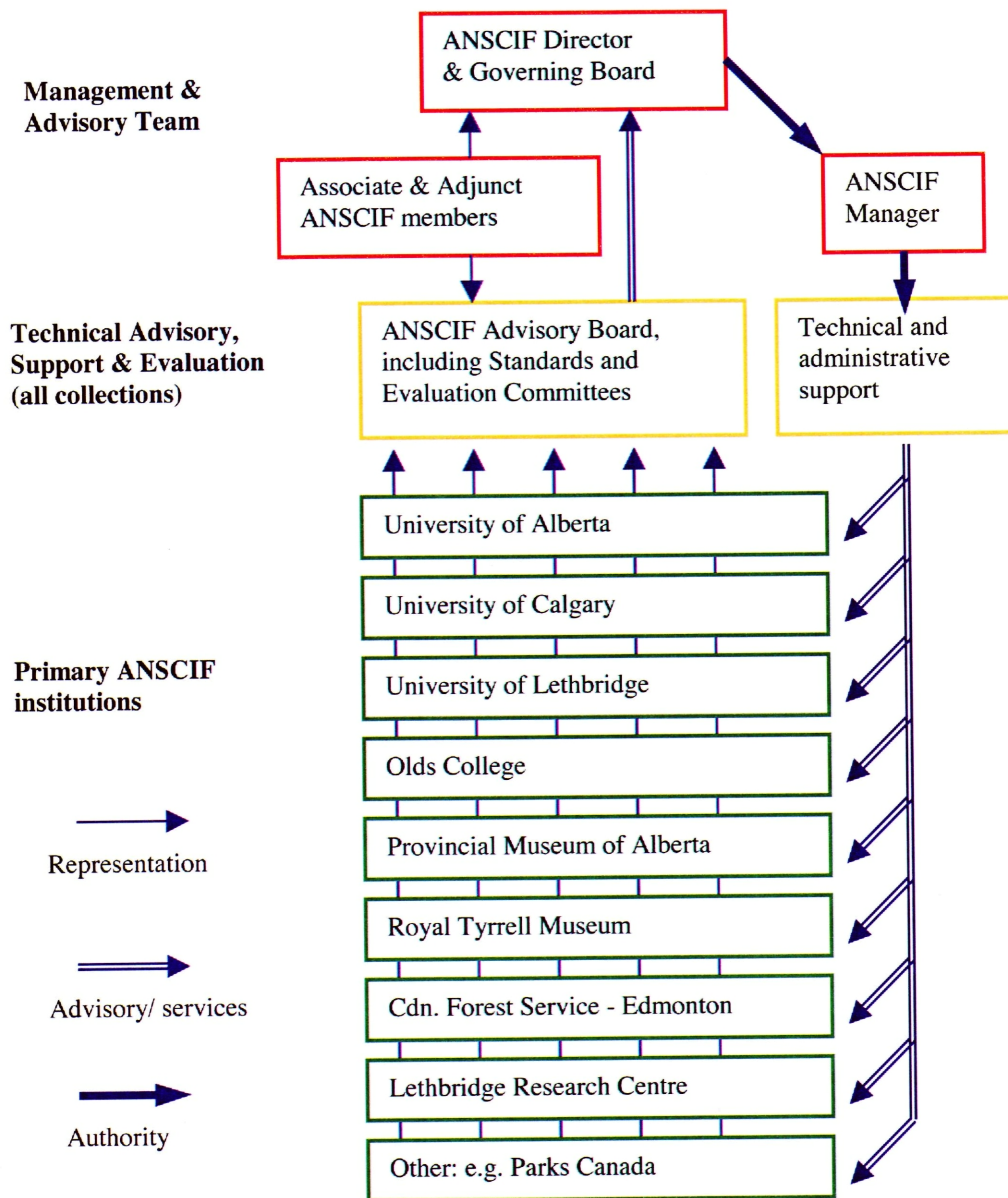 ANSCIF Director
& Governing Board
Management &
Advisory Team
Associate & Adjunct
ANSCIF members
ANSCIF
Manager
Technical Advisory,
Support & Evaluation
(all collections)
ANSCIF Advisory Board,
including Standards and
Evaluation Committees
Technical and
administrative
support
University of Alberta
University of Calgary
Primary ANSCIF
institutions
University of Lethbridge
Olds College
Provincial Museum of Alberta
Royal Tyrrell Museum
Cdn. Forest Service - Edmonton
Lethbridge Research Centre
Other: e.g. Parks Canada
Representation
Advisory/ services
Authority